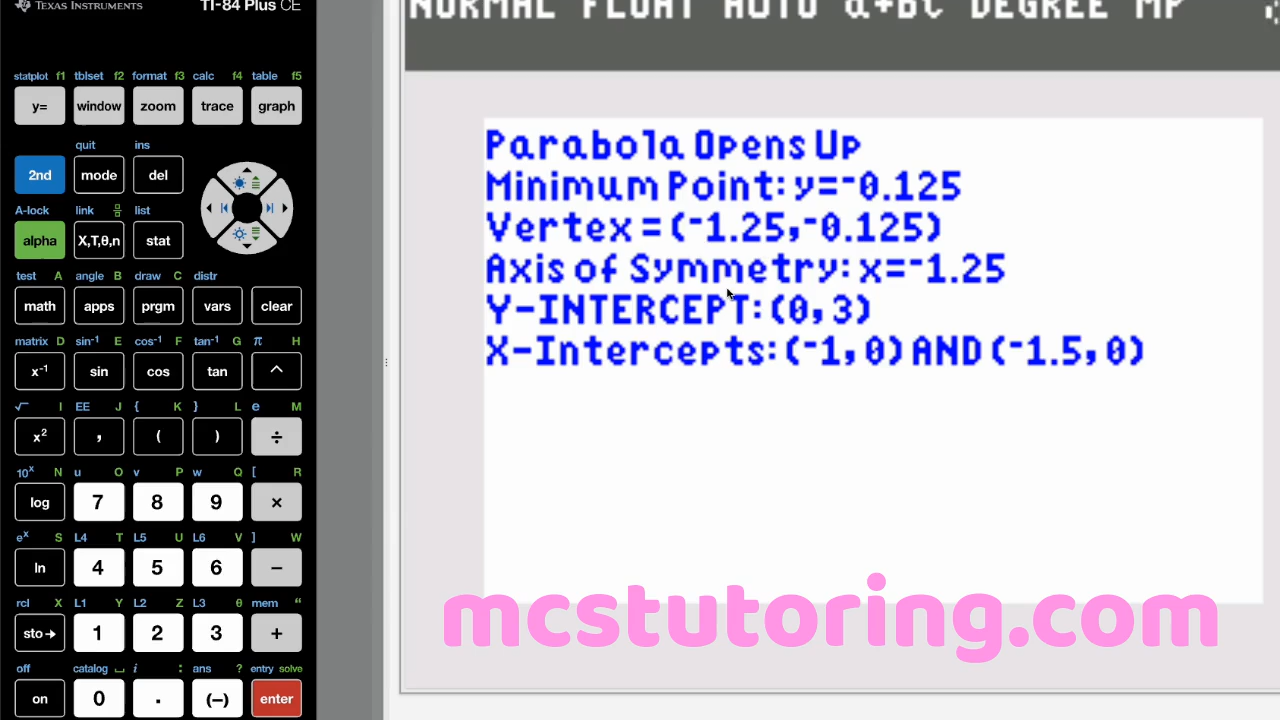 TEXAS INSTRUMENTS TI-84 Plus CE
NORMAL FLOAT AUTO a+bi DEGREE MP
statplot f1 tblset f2 format f3 calc f4 table f5
y= window zoom trace graph
quit ins
2nd mode del
A-lock link list
alpha X,T,θ,n stat
test A angle B draw C distr
math apps prgm vars clear
matrix D sin⁻¹ E cos⁻¹ F tan⁻¹ G π H
x⁻¹ sin cos tan ^
√ I EE J { K } L e M
x² , ( ) ÷
10ˣ N u O v P w Q [ R
log 7 8 9 ×
eˣ S L4 T L5 U L6 V ] W
ln 4 5 6 −
rcl X L1 Y L2 Z L3 θ mem “
sto→ 1 2 3 +
off catalog ⎵ i : ans ? entry solve
on 0 . (−) enter
Parabola Opens Up
Minimum Point: y=⁻0.125
Vertex =(⁻1.25,⁻0.125)
Axis of Symmetry: x=⁻1.25
Y-INTERCEPT:(0,3)
X-Intercepts:(⁻1,0)AND(⁻1.5,0)
mcstutoring.com